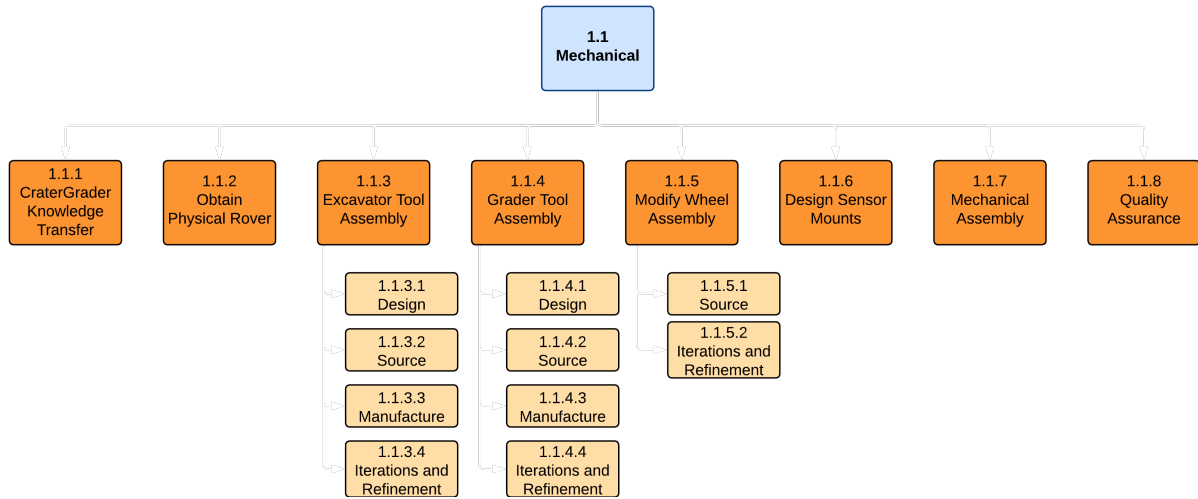 1.1
Mechanical
1.1.1
CraterGrader
Knowledge
Transfer
1.1.2
Obtain
Physical Rover
1.1.3
Excavator Tool
Assembly
1.1.4
Grader Tool
Assembly
1.1.5
Modify Wheel
Assembly
1.1.6
Design Sensor
Mounts
1.1.7
Mechanical
Assembly
1.1.8
Quality
Assurance
1.1.3.1
Design
1.1.3.2
Source
1.1.3.3
Manufacture
1.1.3.4
Iterations and
Refinement
1.1.4.1
Design
1.1.4.2
Source
1.1.4.3
Manufacture
1.1.4.4
Iterations and
Refinement
1.1.5.1
Source
1.1.5.2
Iterations and
Refinement